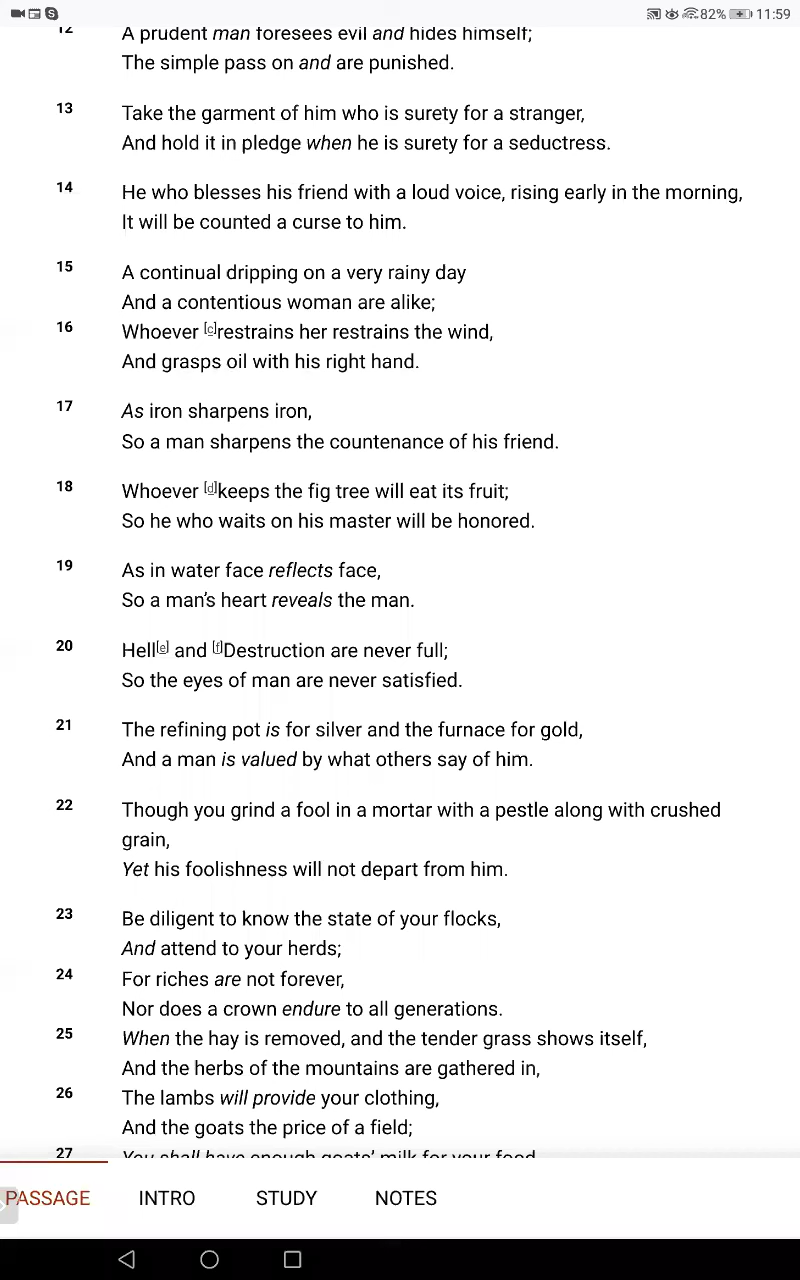 82% 11:59
12 A prudent man foresees evil and hides himself;
The simple pass on and are punished.
13 Take the garment of him who is surety for a stranger,
And hold it in pledge when he is surety for a seductress.
14 He who blesses his friend with a loud voice, rising early in the morning,
It will be counted a curse to him.
15 A continual dripping on a very rainy day
And a contentious woman are alike;
16 Whoever [c]restrains her restrains the wind,
And grasps oil with his right hand.
17 As iron sharpens iron,
So a man sharpens the countenance of his friend.
18 Whoever [d]keeps the fig tree will eat its fruit;
So he who waits on his master will be honored.
19 As in water face reflects face,
So a man’s heart reveals the man.
20 Hell[e] and [f]Destruction are never full;
So the eyes of man are never satisfied.
21 The refining pot is for silver and the furnace for gold,
And a man is valued by what others say of him.
22 Though you grind a fool in a mortar with a pestle along with crushed
grain,
Yet his foolishness will not depart from him.
23 Be diligent to know the state of your flocks,
And attend to your herds;
24 For riches are not forever,
Nor does a crown endure to all generations.
25 When the hay is removed, and the tender grass shows itself,
And the herbs of the mountains are gathered in,
26 The lambs will provide your clothing,
And the goats the price of a field;
27 You shall have enough goats’ milk for your food
PASSAGE INTRO STUDY NOTES